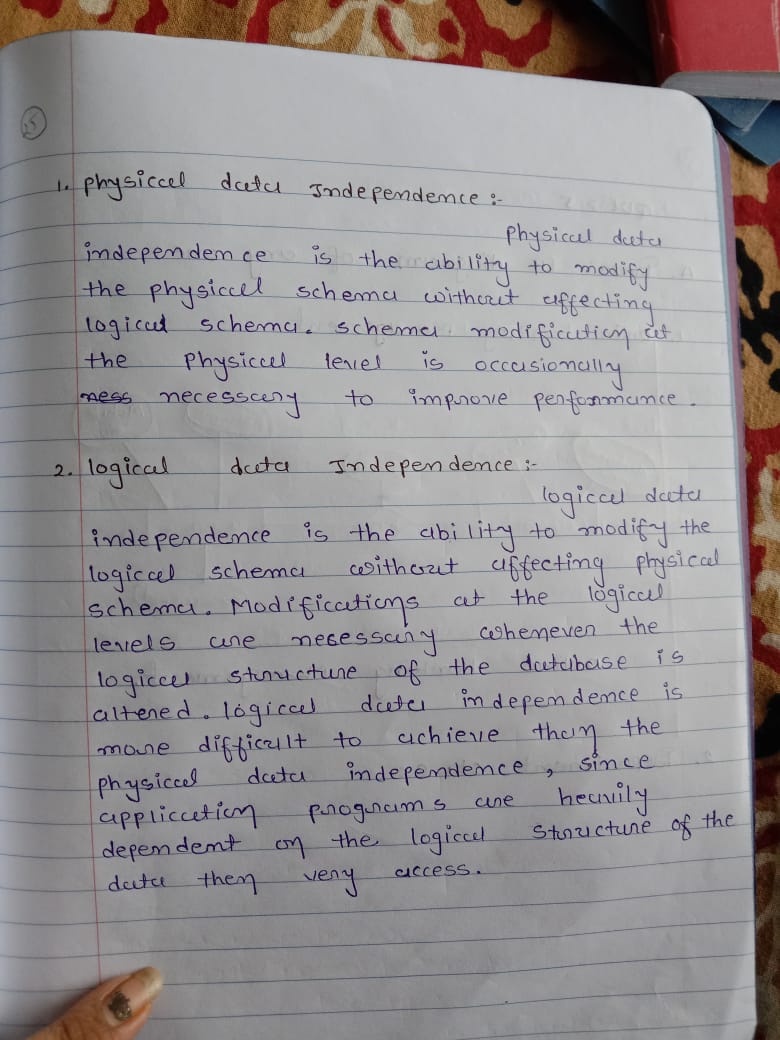 25
1. physical data Independence :-
physical data
independence is the ability to modify
the physical schema without affecting
logical schema. schema modification at
the physical level is occasionally
ness necessary to improve performance.
2. logical data Independence :-
logical data
independence is the ability to modify the
logical schema without affecting physical
schema. Modifications at the logical
levels are necessary whenever the
logical structure of the database is
altered. logical data independence is
more difficult to achieve than the
physical data independence, since
application programs are heavily
dependent on the logical structure of the
data then very access.